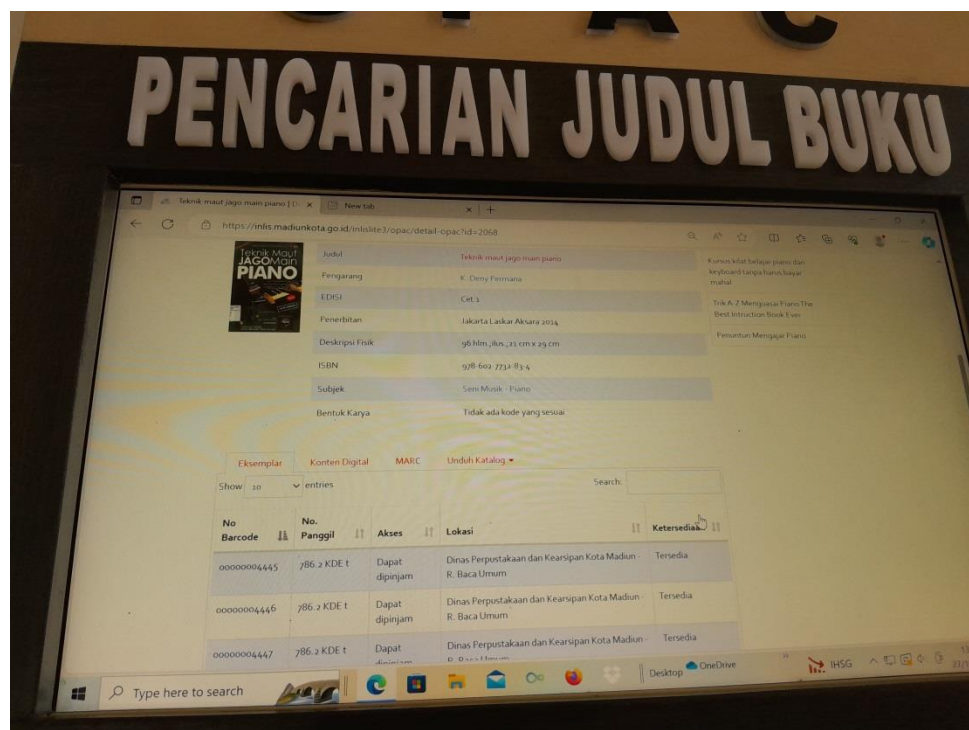 OPAC
PENCARIAN JUDUL BUKU
Teknik maut jago main piano | D
New tab
https://inlis.madiunkota.go.id/inlislite3/opac/detail-opac?id=2068
Teknik Maut
JAGOMain
PIANO
Judul
Teknik maut jago main piano
Pengarang
K. Deny Permana
EDISI
Cet.2
Penerbitan
Jakarta Laskar Aksara 2014
Deskripsi Fisik
96 hlm.;ilus.;21 cm x 29 cm
ISBN
978-602-7732-83-4
Subjek
Seni Musik - Piano
Bentuk Karya
Tidak ada kode yang sesuai
Kursus kilat belajar piano dan
keyboard tanpa harus bayar
mahal
Trik A-Z Menguasai Piano The
Best Intruction Book Ever
Penuntun Mengajar Piano
Eksemplar
Konten Digital
MARC
Unduh Katalog
Show 10 entries
Search:
No
Barcode
No.
Panggil
Akses
Lokasi
00000004445
786.2 KDE t
Dapat
dipinjam
Dinas Perpustakaan dan Kearsipan Kota Madiun -
R. Baca Umum
Tersedia
00000004446
786.2 KDE t
Dapat
dipinjam
Dinas Perpustakaan dan Kearsipan Kota Madiun -
R. Baca Umum
Tersedia
00000004447
786.2 KDE t
Dapat
dipinjam
Dinas Perpustakaan dan Kearsipan Kota Madiun -
R. Baca Umum
Tersedia
Type here to search
Desktop
OneDrive
IHSG